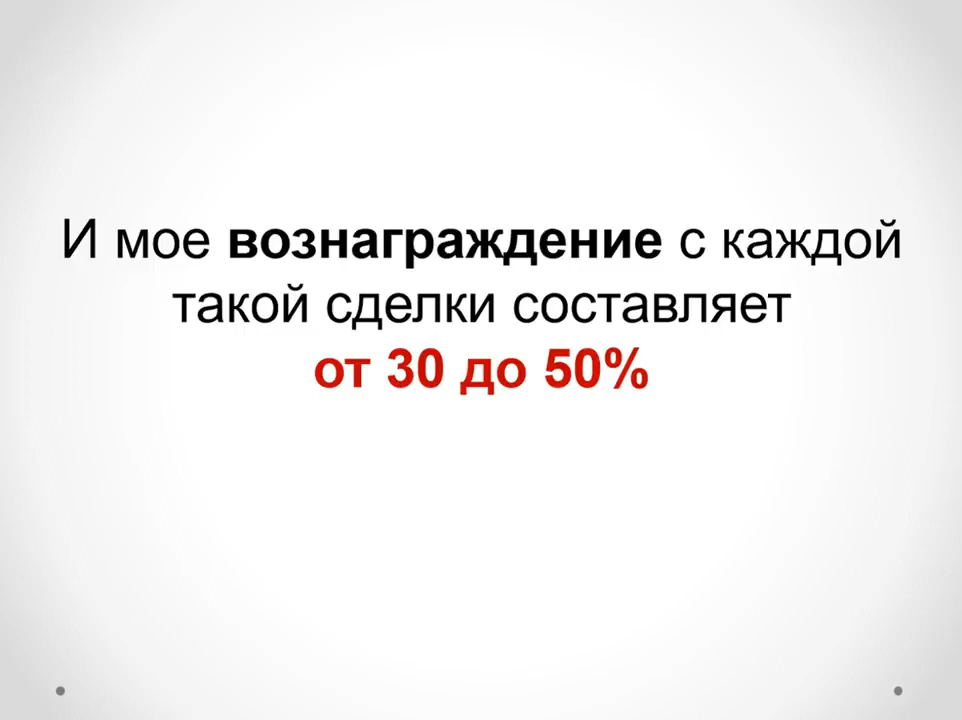 И мое вознаграждение с каждой
такой сделки составляет
от 30 до 50%